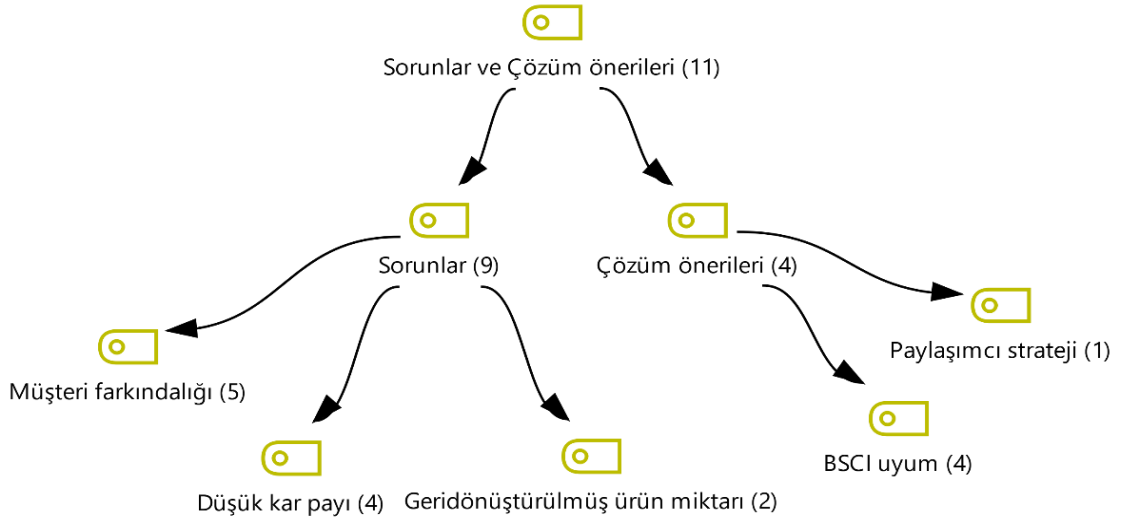 Sorunlar ve Çözüm önerileri (11)
Sorunlar (9)
Çözüm önerileri (4)
Paylaşımcı strateji (1)
Müşteri farkındalığı (5)
BSCI uyum (4)
Düşük kar payı (4)
Geridönüştürülmüş ürün miktarı (2)